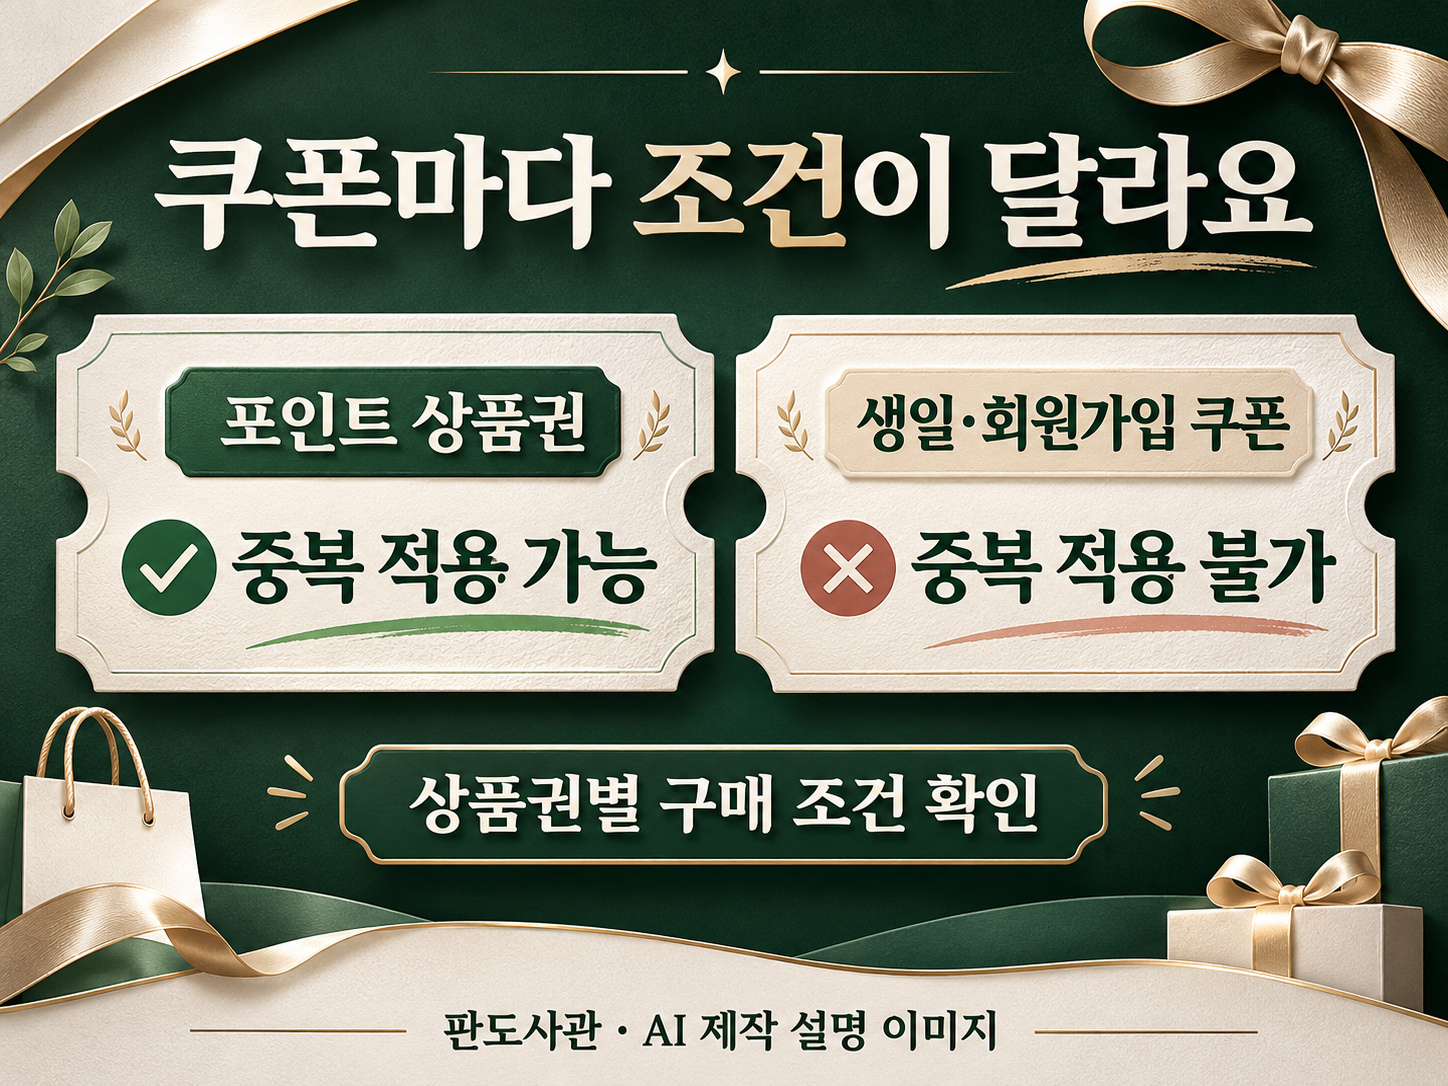 쿠폰마다 조건이 달라요
포인트 상품권
중복 적용 가능
생일·회원가입 쿠폰
중복 적용 불가
상품권별 구매 조건 확인
판도사관 · AI 제작 설명 이미지